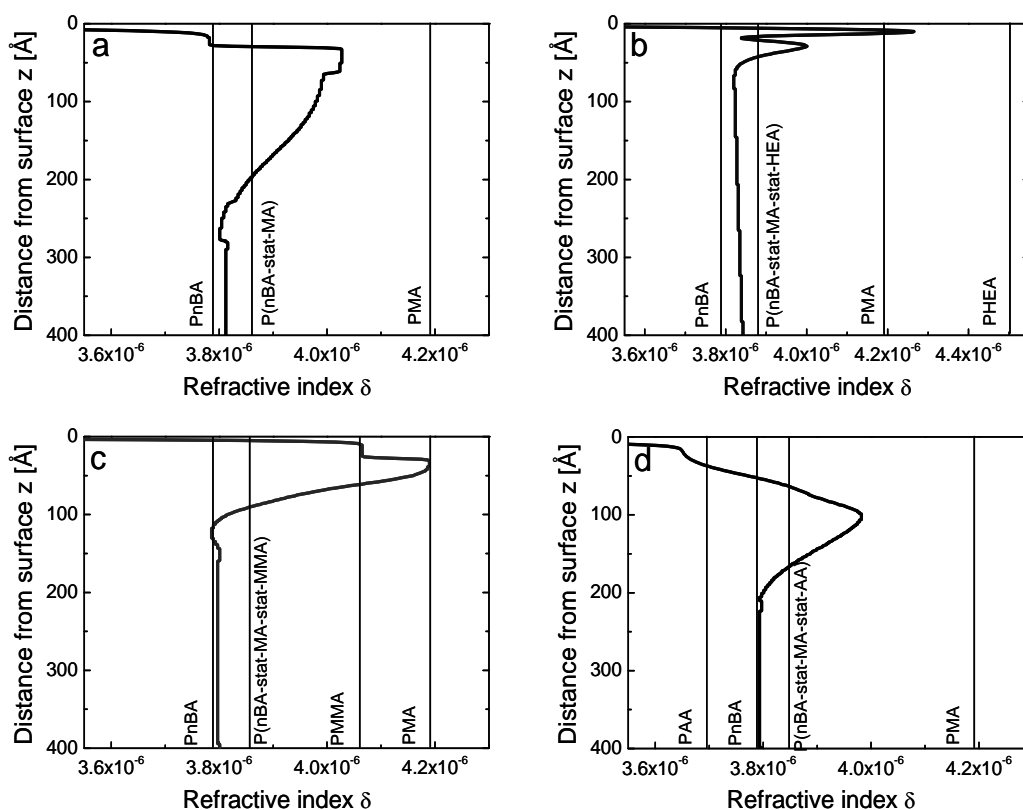 a
0
100
200
300
400
Distance from surface z [Å]
PnBA
P(nBA-stat-MA)
PMA
3.6x10⁻⁶
3.8x10⁻⁶
4.0x10⁻⁶
4.2x10⁻⁶
Refractive index δ
b
0
100
200
300
400
Distance from surface z [Å]
PnBA
P(nBA-stat-MA-stat-HEA)
PMA
PHEA
3.6x10⁻⁶
3.8x10⁻⁶
4.0x10⁻⁶
4.2x10⁻⁶
4.4x10⁻⁶
Refractive index δ
c
0
100
200
300
400
Distance from surface z [Å]
PnBA
P(nBA-stat-MA-stat-MMA)
PMMA
PMA
3.6x10⁻⁶
3.8x10⁻⁶
4.0x10⁻⁶
4.2x10⁻⁶
Refractive index δ
d
0
100
200
300
400
Distance from surface z [Å]
PAA
PnBA
P(nBA-stat-MA-stat-AA)
PMA
3.6x10⁻⁶
3.8x10⁻⁶
4.0x10⁻⁶
4.2x10⁻⁶
Refractive index δ